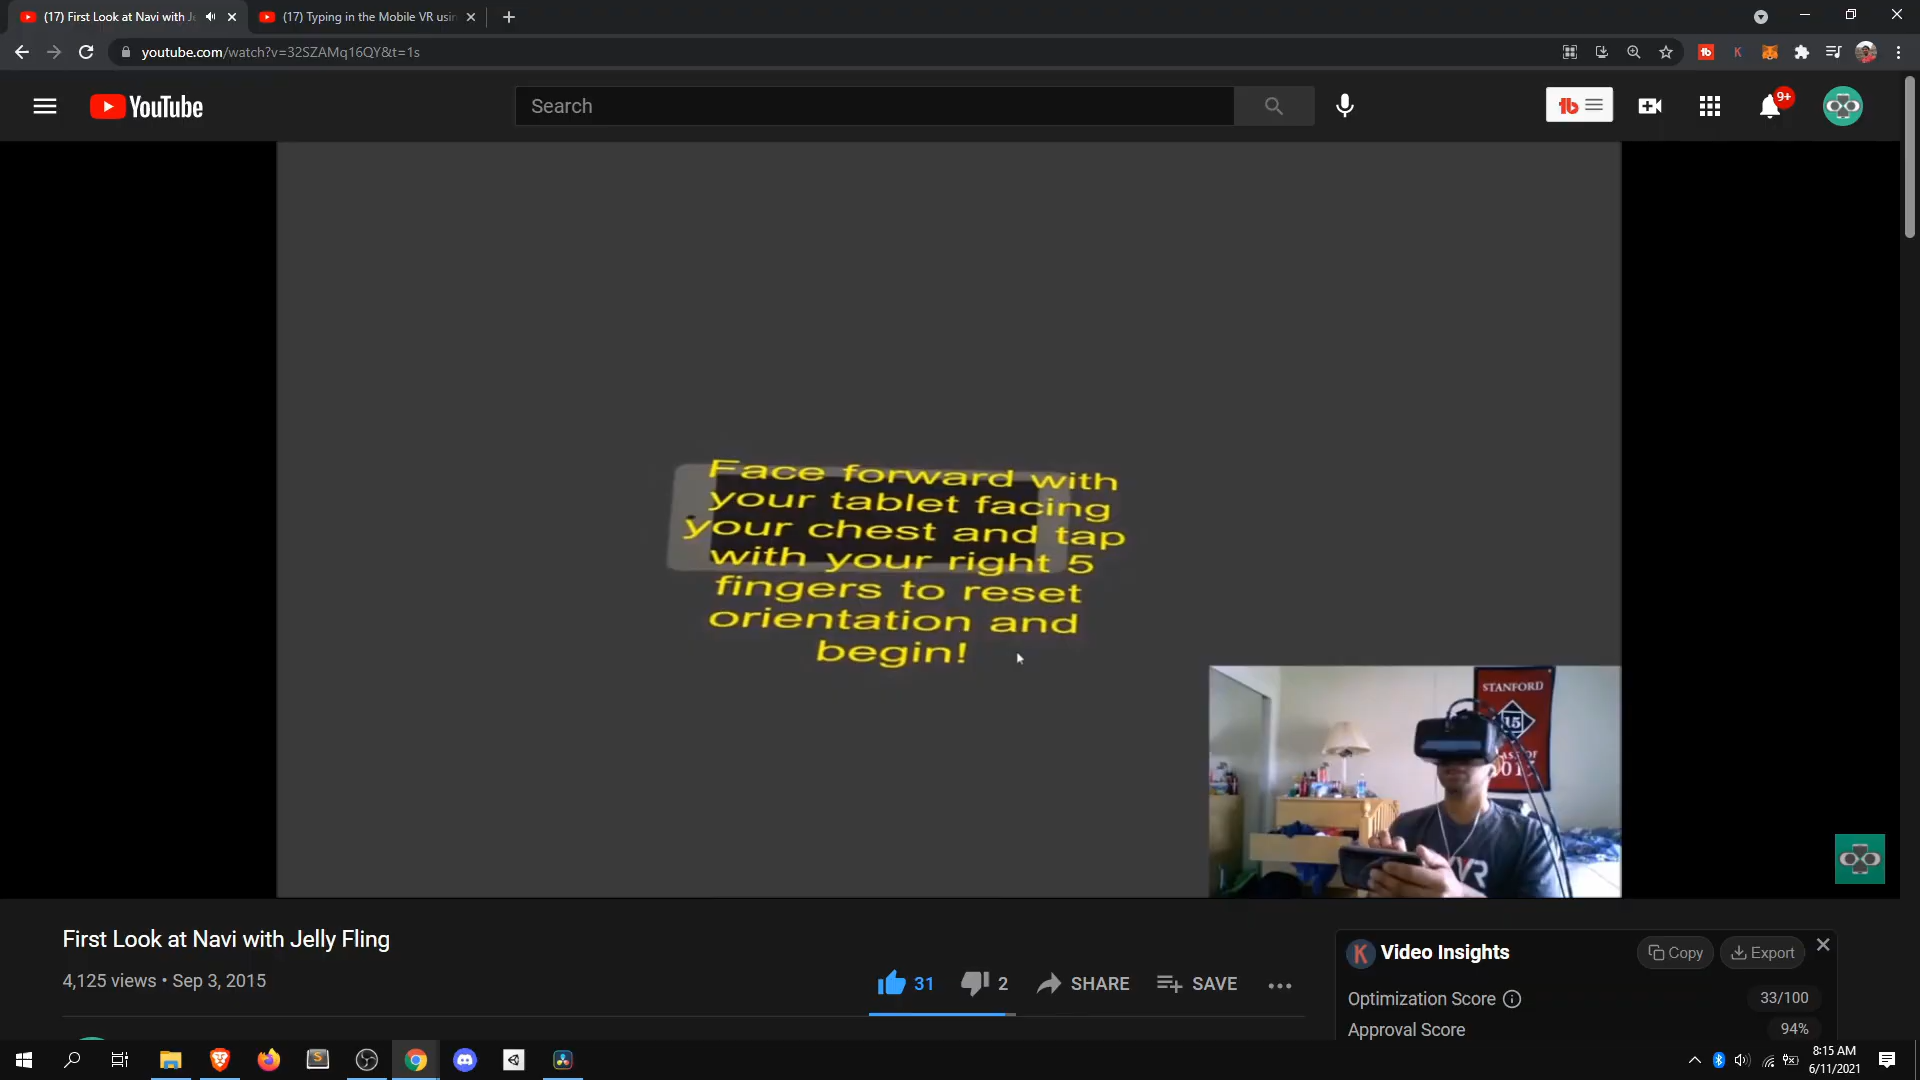 (17) First Look at Navi with Je
(17) Typing in the Mobile VR usin
youtube.com/watch?v=32SZAMq16QY&t=1s
YouTube
Search
9+
Face forward with
your tablet facing
your chest and tap
with your right 5
fingers to reset
orientation and
begin!
STANFORD
15
First Look at Navi with Jelly Fling
4,125 views • Sep 3, 2015
31
2
SHARE
SAVE
K Video Insights
Copy
Export
Optimization Score
33/100
Approval Score
94%
8:15 AM
6/11/2021